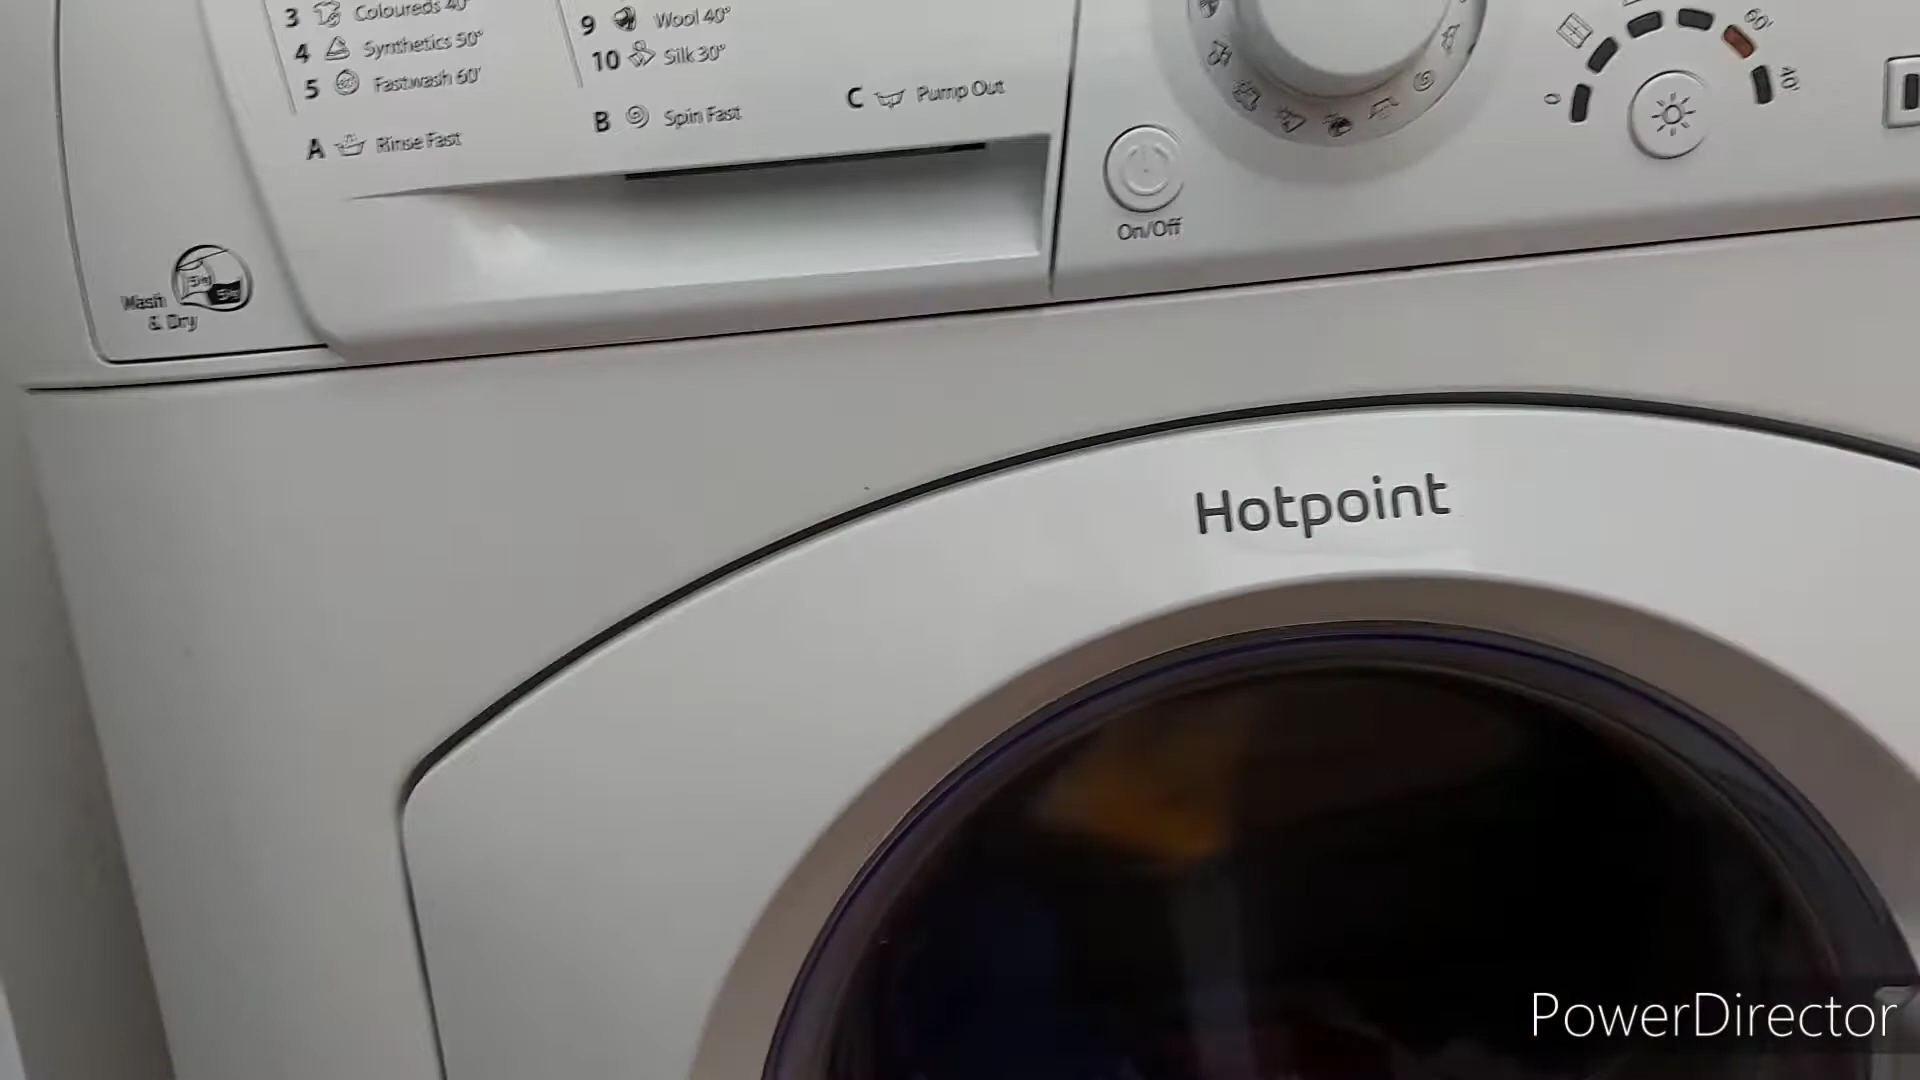 3 Coloureds 40°
4 Synthetics 50°
5 Fastwash 60'
9 Wool 40°
10 Silk 30°
A Rinse Fast
B Spin Fast
C Pump Out
Wash
& Dry
On/Off
0
60'
40'
Hotpoint
PowerDirector